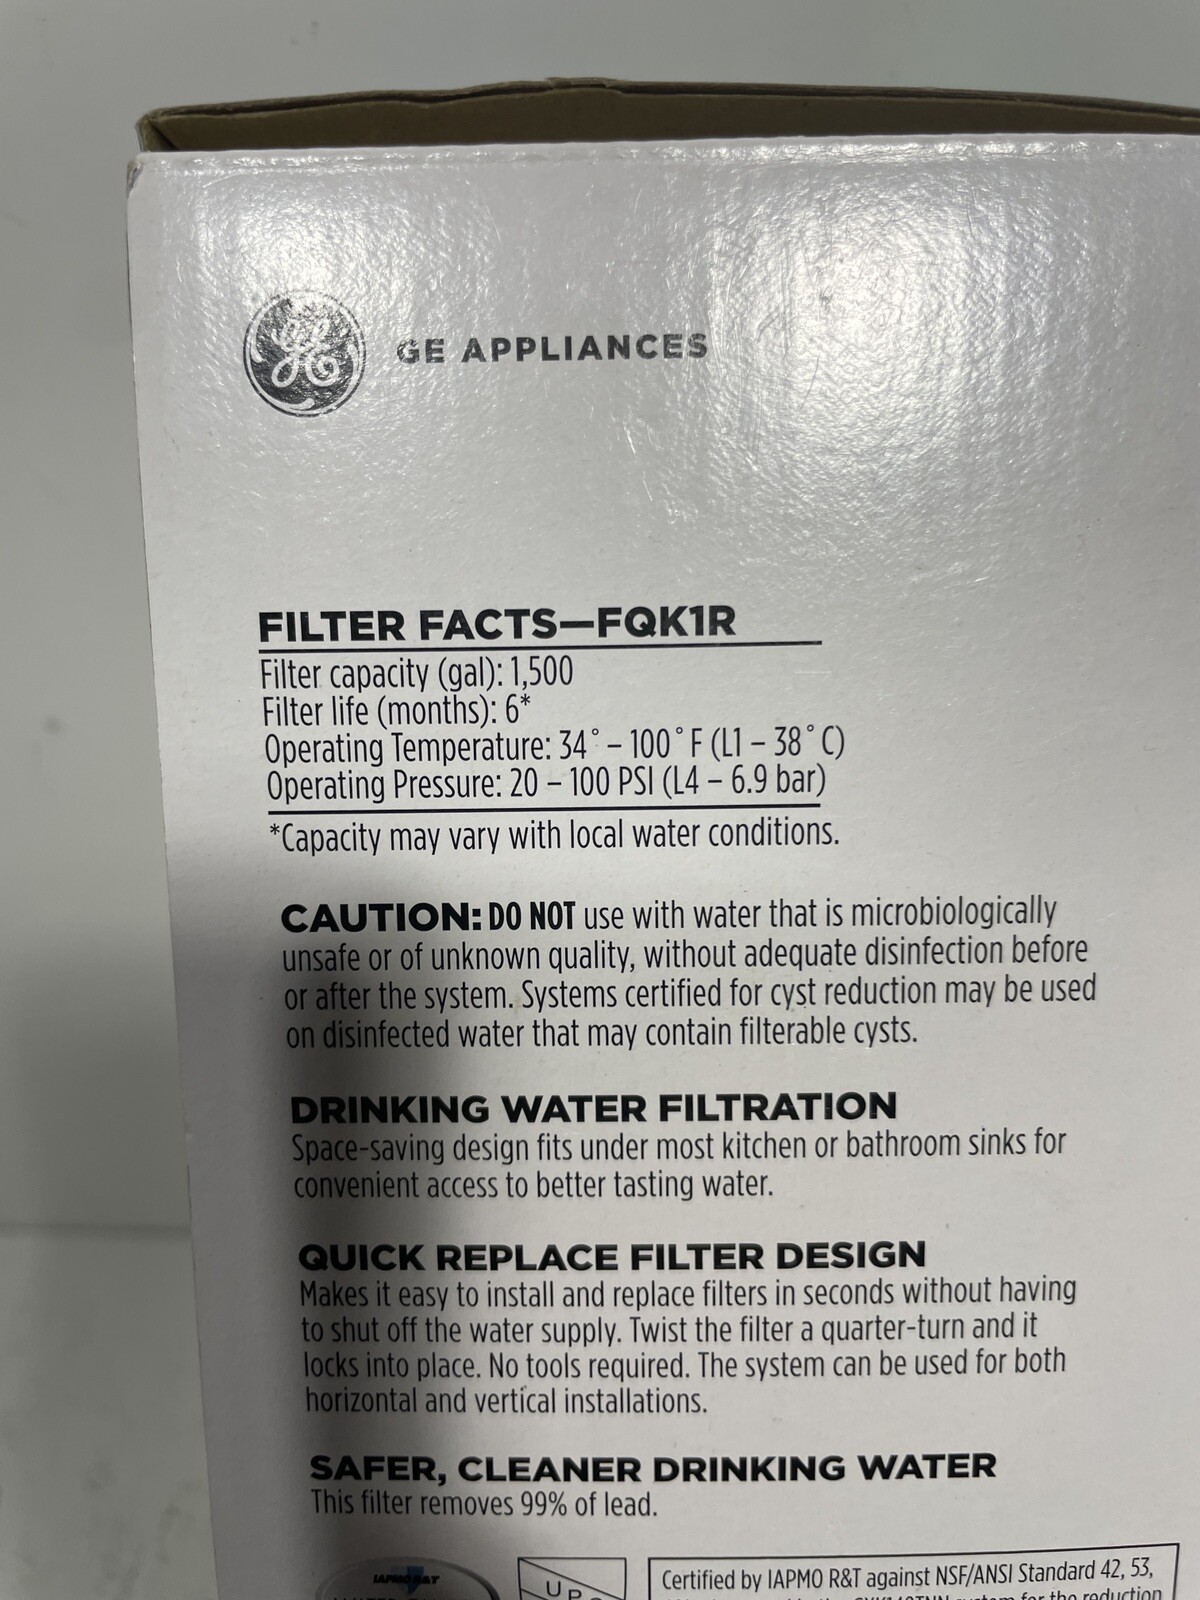 GE APPLIANCES
FILTER FACTS—FQK1R
Filter capacity (gal): 1,500
Filter life (months): 6*
Operating Temperature: 34° – 100° F (L1 – 38° C)
Operating Pressure: 20 – 100 PSI (L4 – 6.9 bar)
*Capacity may vary with local water conditions.
CAUTION: DO NOT use with water that is microbiologically
unsafe or of unknown quality, without adequate disinfection before
or after the system. Systems certified for cyst reduction may be used
on disinfected water that may contain filterable cysts.
DRINKING WATER FILTRATION
Space-saving design fits under most kitchen or bathroom sinks for
convenient access to better tasting water.
QUICK REPLACE FILTER DESIGN
Makes it easy to install and replace filters in seconds without having
to shut off the water supply. Twist the filter a quarter-turn and it
locks into place. No tools required. The system can be used for both
horizontal and vertical installations.
SAFER, CLEANER DRINKING WATER
This filter removes 99% of lead.
IAPMO R&T
UP
Certified by IAPMO R&T against NSF/ANSI Standard 42, 53,
system for the reduction